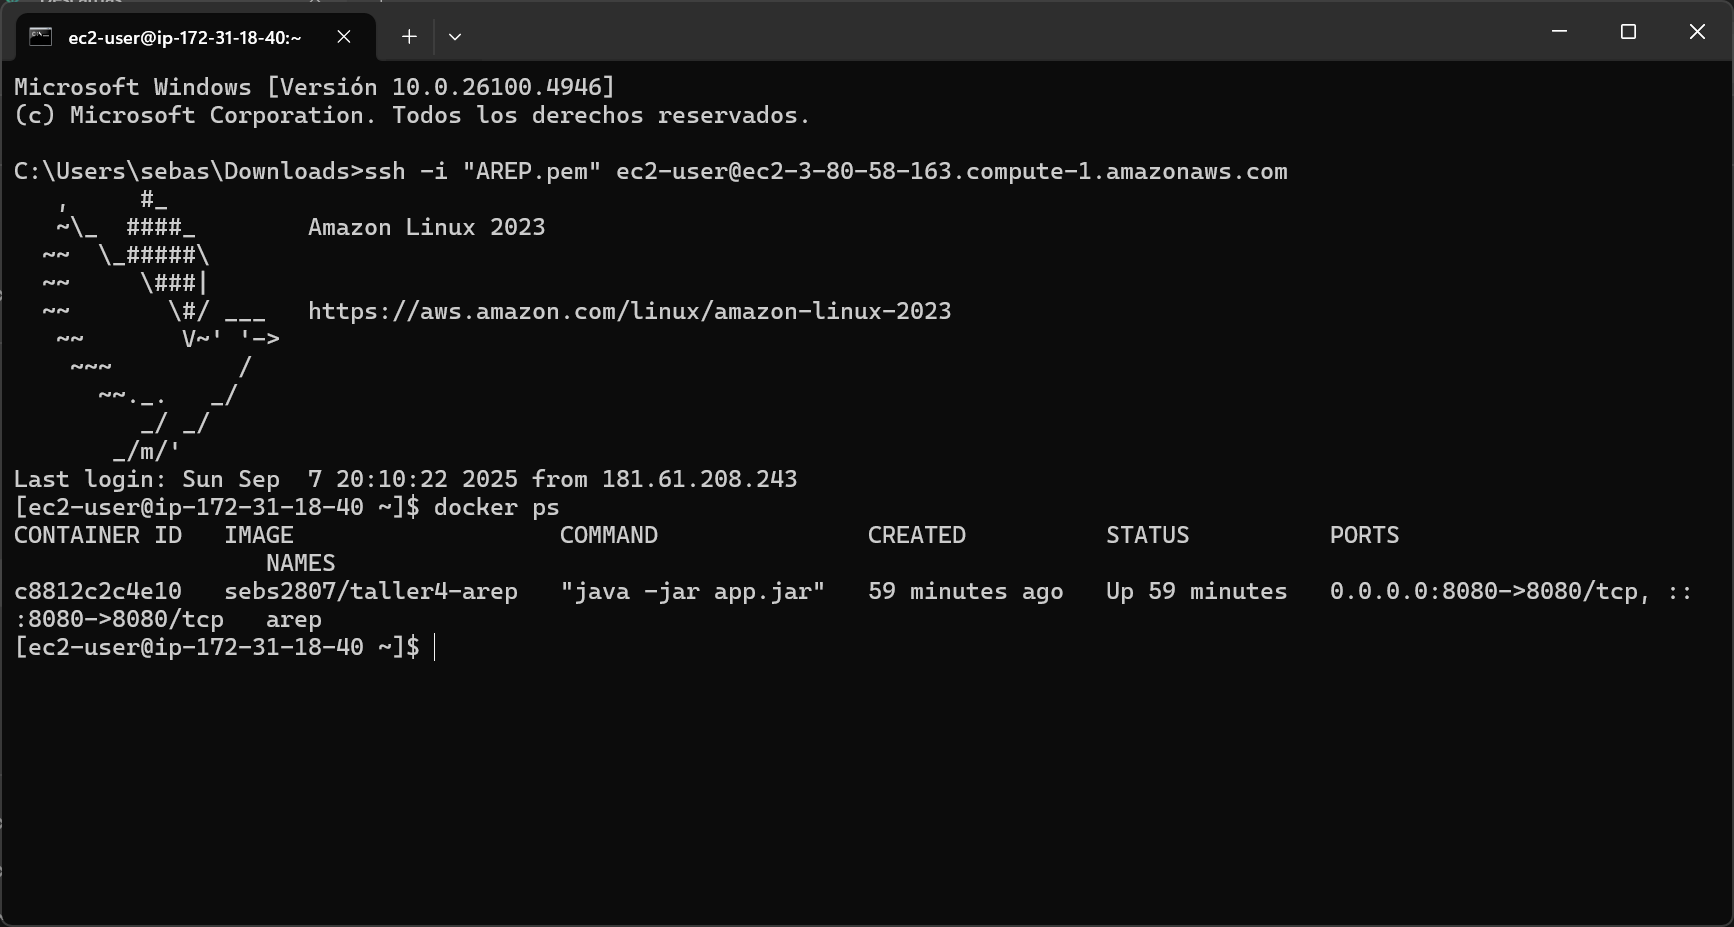 ec2-user@ip-172-31-18-40:~
Microsoft Windows [Versión 10.0.26100.4946]
(c) Microsoft Corporation. Todos los derechos reservados.
C:\Users\sebas\Downloads>ssh -i "AREP.pem" ec2-user@ec2-3-80-58-163.compute-1.amazonaws.com
   ,     #_
   ~\_  ####_        Amazon Linux 2023
  ~~  \_#####\
  ~~     \###|
  ~~       \#/ ___   https://aws.amazon.com/linux/amazon-linux-2023
   ~~       V~' '->
    ~~~         /
      ~~._.   _/
         _/ _/
       _/m/'
Last login: Sun Sep  7 20:10:22 2025 from 181.61.208.243
[ec2-user@ip-172-31-18-40 ~]$ docker ps
CONTAINER ID   IMAGE                   COMMAND               CREATED          STATUS          PORTS
                  NAMES
c8812c2c4e10   sebs2807/taller4-arep   "java -jar app.jar"   59 minutes ago   Up 59 minutes   0.0.0.0:8080->8080/tcp, ::
:8080->8080/tcp   arep
[ec2-user@ip-172-31-18-40 ~]$